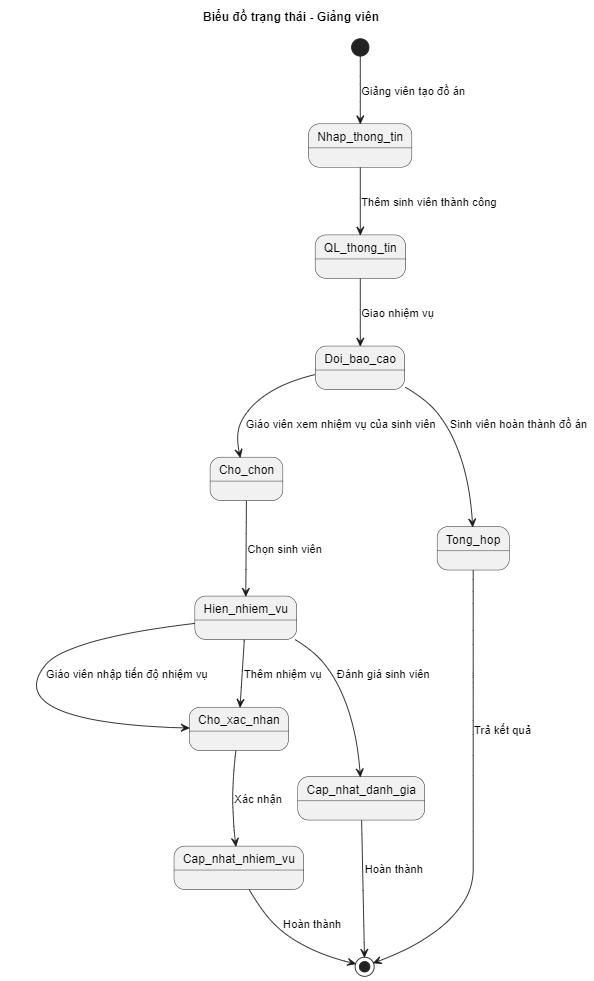 Biểu đồ trạng thái - Giảng viên
Giảng viên tạo đồ án
Nhap_thong_tin
Thêm sinh viên thành công
QL_thong_tin
Giao nhiệm vụ
Doi_bao_cao
Giáo viên xem nhiệm vụ của sinh viên
Sinh viên hoàn thành đồ án
Cho_chon
Tong_hop
Chọn sinh viên
Hien_nhiem_vu
Giáo viên nhập tiến độ nhiệm vụ
Thêm nhiệm vụ
Đánh giá sinh viên
Cho_xac_nhan
Trả kết quả
Xác nhận
Cap_nhat_danh_gia
Cap_nhat_nhiem_vu
Hoàn thành
Hoàn thành